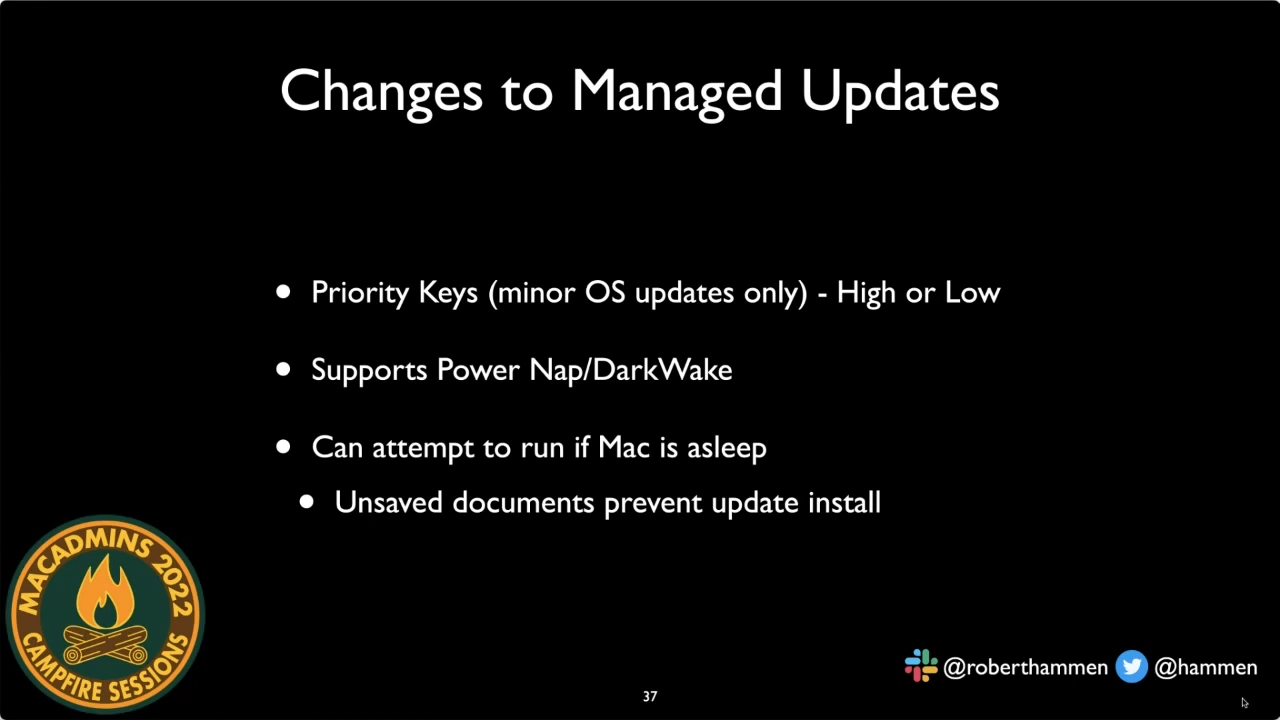 Changes to Managed Updates
• Priority Keys (minor OS updates only) - High or Low
• Supports Power Nap/DarkWake
• Can attempt to run if Mac is asleep
• Unsaved documents prevent update install
MACADMINS 2022
CAMPFIRE SESSIONS
@roberthammen @hammen
37